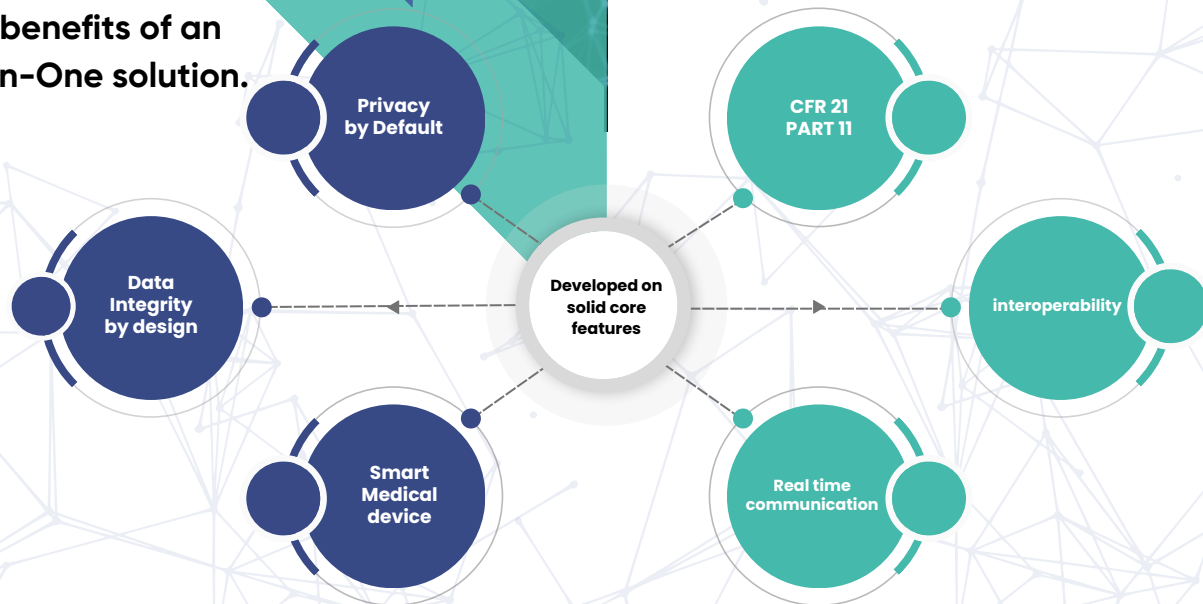 benefits of an
n-One solution.
Privacy
by Default
CFR 21
PART 11
Data
Integrity
by design
Developed on
solid core
features
interoperability
Smart
Medical
device
Real time
communication